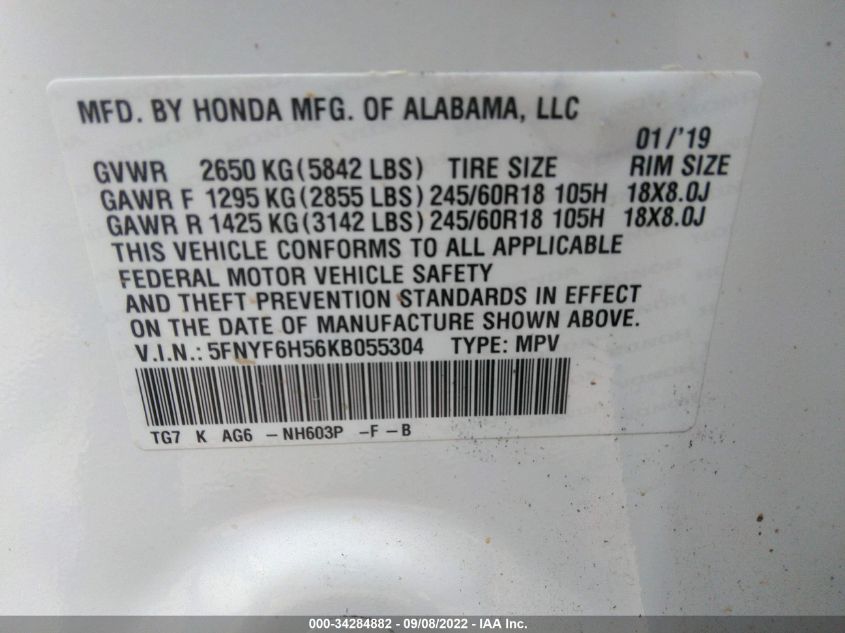 MFD. BY HONDA MFG. OF ALABAMA, LLC
01/'19
GVWR 2650 KG(5842 LBS) TIRE SIZE RIM SIZE
GAWR F 1295 KG(2855 LBS) 245/60R18 105H 18X8.0J
GAWR R 1425 KG(3142 LBS) 245/60R18 105H 18X8.0J
THIS VEHICLE CONFORMS TO ALL APPLICABLE
FEDERAL MOTOR VEHICLE SAFETY
AND THEFT PREVENTION STANDARDS IN EFFECT
ON THE DATE OF MANUFACTURE SHOWN ABOVE.
V.I.N.: 5FNYF6H56KB055304 TYPE: MPV
TG7 K AG6 -NH603P -F-B
000-34284882 - 09/08/2022 - IAA Inc.